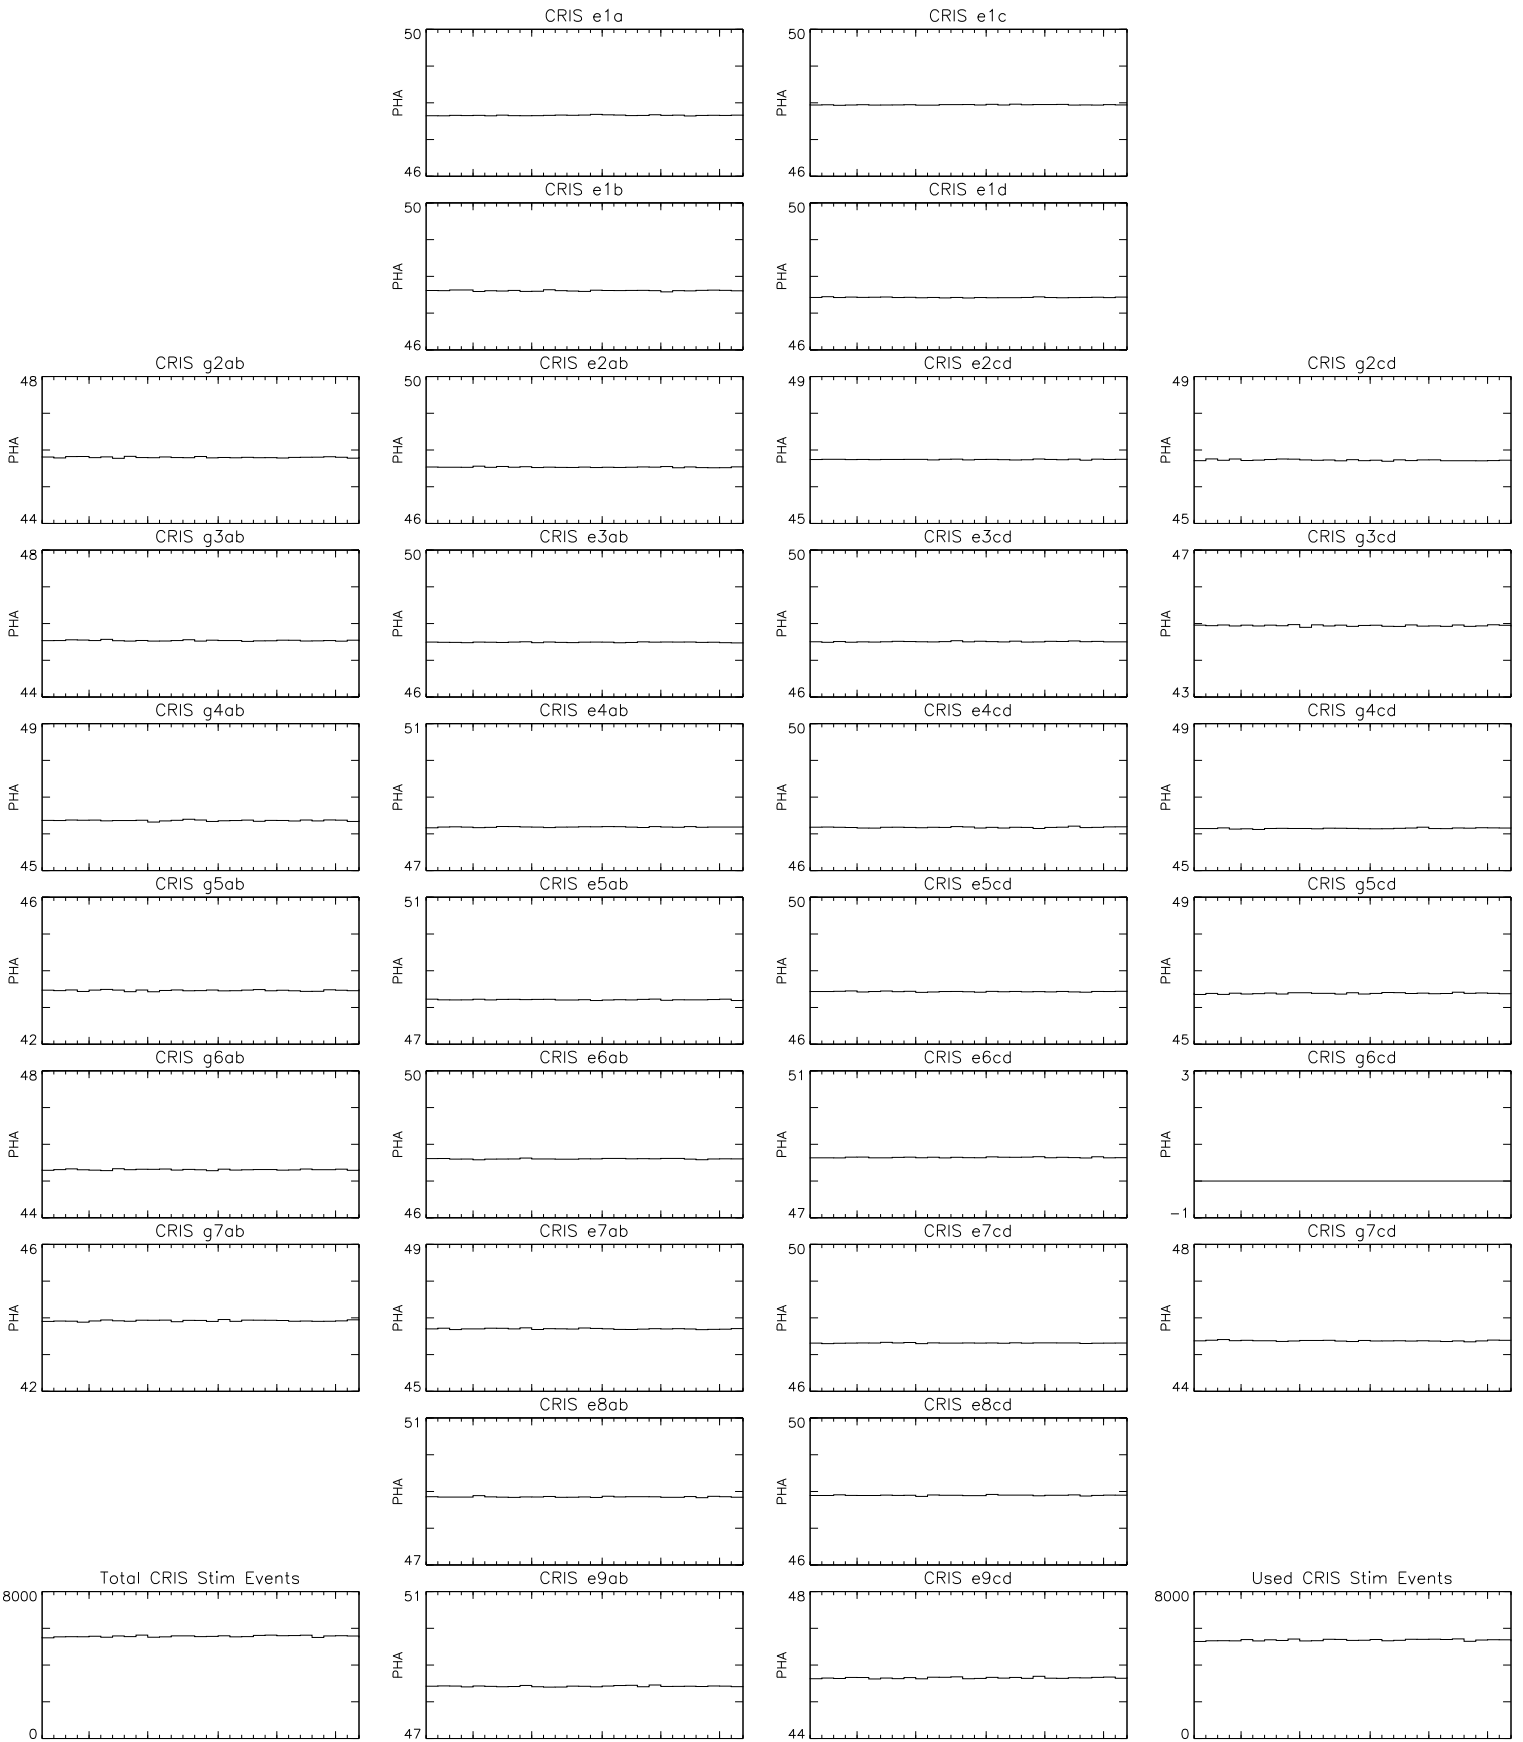 CRIS e1a
50
PHA
46
CRIS e1c
50
PHA
46
CRIS e1b
50
PHA
46
CRIS e1d
50
PHA
46
CRIS g2ab
48
PHA
44
CRIS e2ab
50
PHA
46
CRIS e2cd
49
PHA
45
CRIS g2cd
49
PHA
45
CRIS g3ab
48
PHA
44
CRIS e3ab
50
PHA
46
CRIS e3cd
50
PHA
46
CRIS g3cd
47
PHA
43
CRIS g4ab
49
PHA
45
CRIS e4ab
51
PHA
47
CRIS e4cd
50
PHA
46
CRIS g4cd
49
PHA
45
CRIS g5ab
46
PHA
42
CRIS e5ab
51
PHA
47
CRIS e5cd
50
PHA
46
CRIS g5cd
49
PHA
45
CRIS g6ab
48
PHA
44
CRIS e6ab
50
PHA
46
CRIS e6cd
51
PHA
47
CRIS g6cd
3
PHA
-1
CRIS g7ab
46
PHA
42
CRIS e7ab
49
PHA
45
CRIS e7cd
50
PHA
46
CRIS g7cd
48
PHA
44
CRIS e8ab
51
PHA
47
CRIS e8cd
50
PHA
46
Total CRIS Stim Events
8000
0
CRIS e9ab
51
PHA
47
CRIS e9cd
48
PHA
44
Used CRIS Stim Events
8000
0